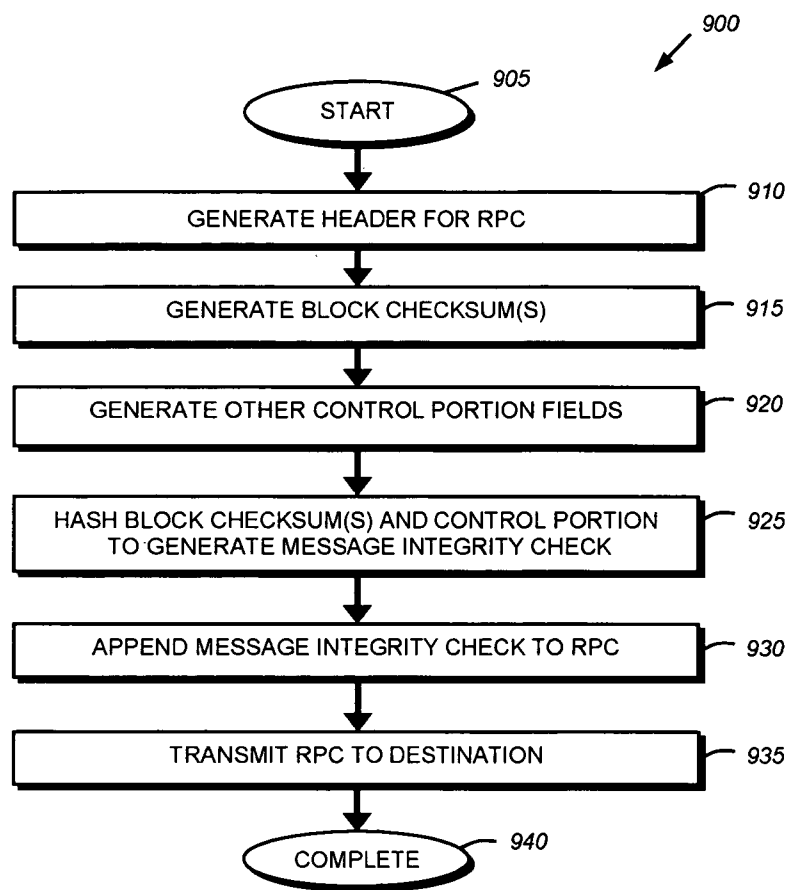 900
START
905
GENERATE HEADER FOR RPC
910
GENERATE BLOCK CHECKSUM(S)
915
GENERATE OTHER CONTROL PORTION FIELDS
920
HASH BLOCK CHECKSUM(S) AND CONTROL PORTION
TO GENERATE MESSAGE INTEGRITY CHECK
925
APPEND MESSAGE INTEGRITY CHECK TO RPC
930
TRANSMIT RPC TO DESTINATION
935
COMPLETE
940